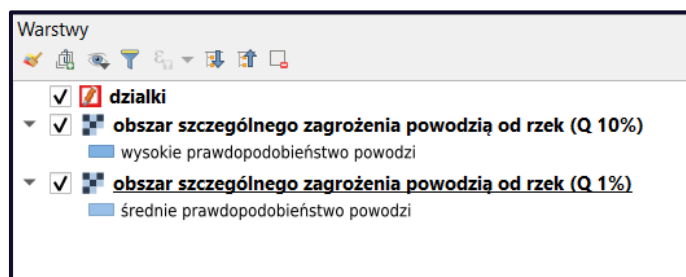 Warstwy
dzialki
obszar szczególnego zagrożenia powodzią od rzek (Q 10%)
wysokie prawdopodobieństwo powodzi
obszar szczególnego zagrożenia powodzią od rzek (Q 1%)
średnie prawdopodobieństwo powodzi